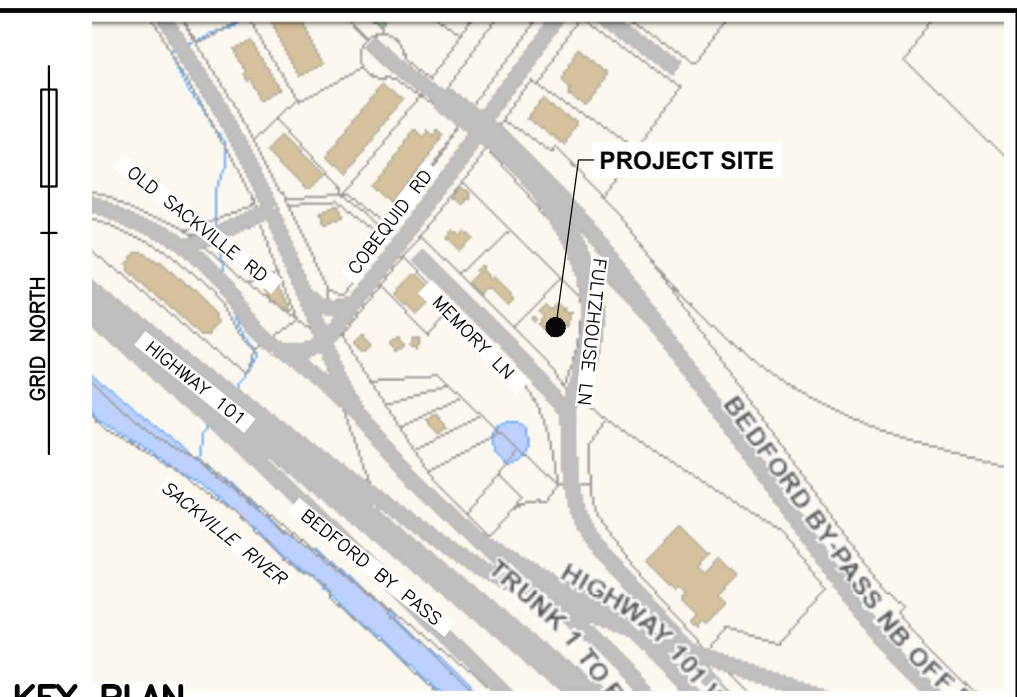 PROJECT SITE
OLD SACKVILLE RD
COBEQUID RD
MEMORY LN
FULTZHOUSE LN
GRID NORTH
HIGHWAY 101
BEDFORD BY-PASS NB OFF
SACKVILLE RIVER
BEDFORD BY PASS
TRUNK 1 TO
HIGHWAY 101
KEY PLAN